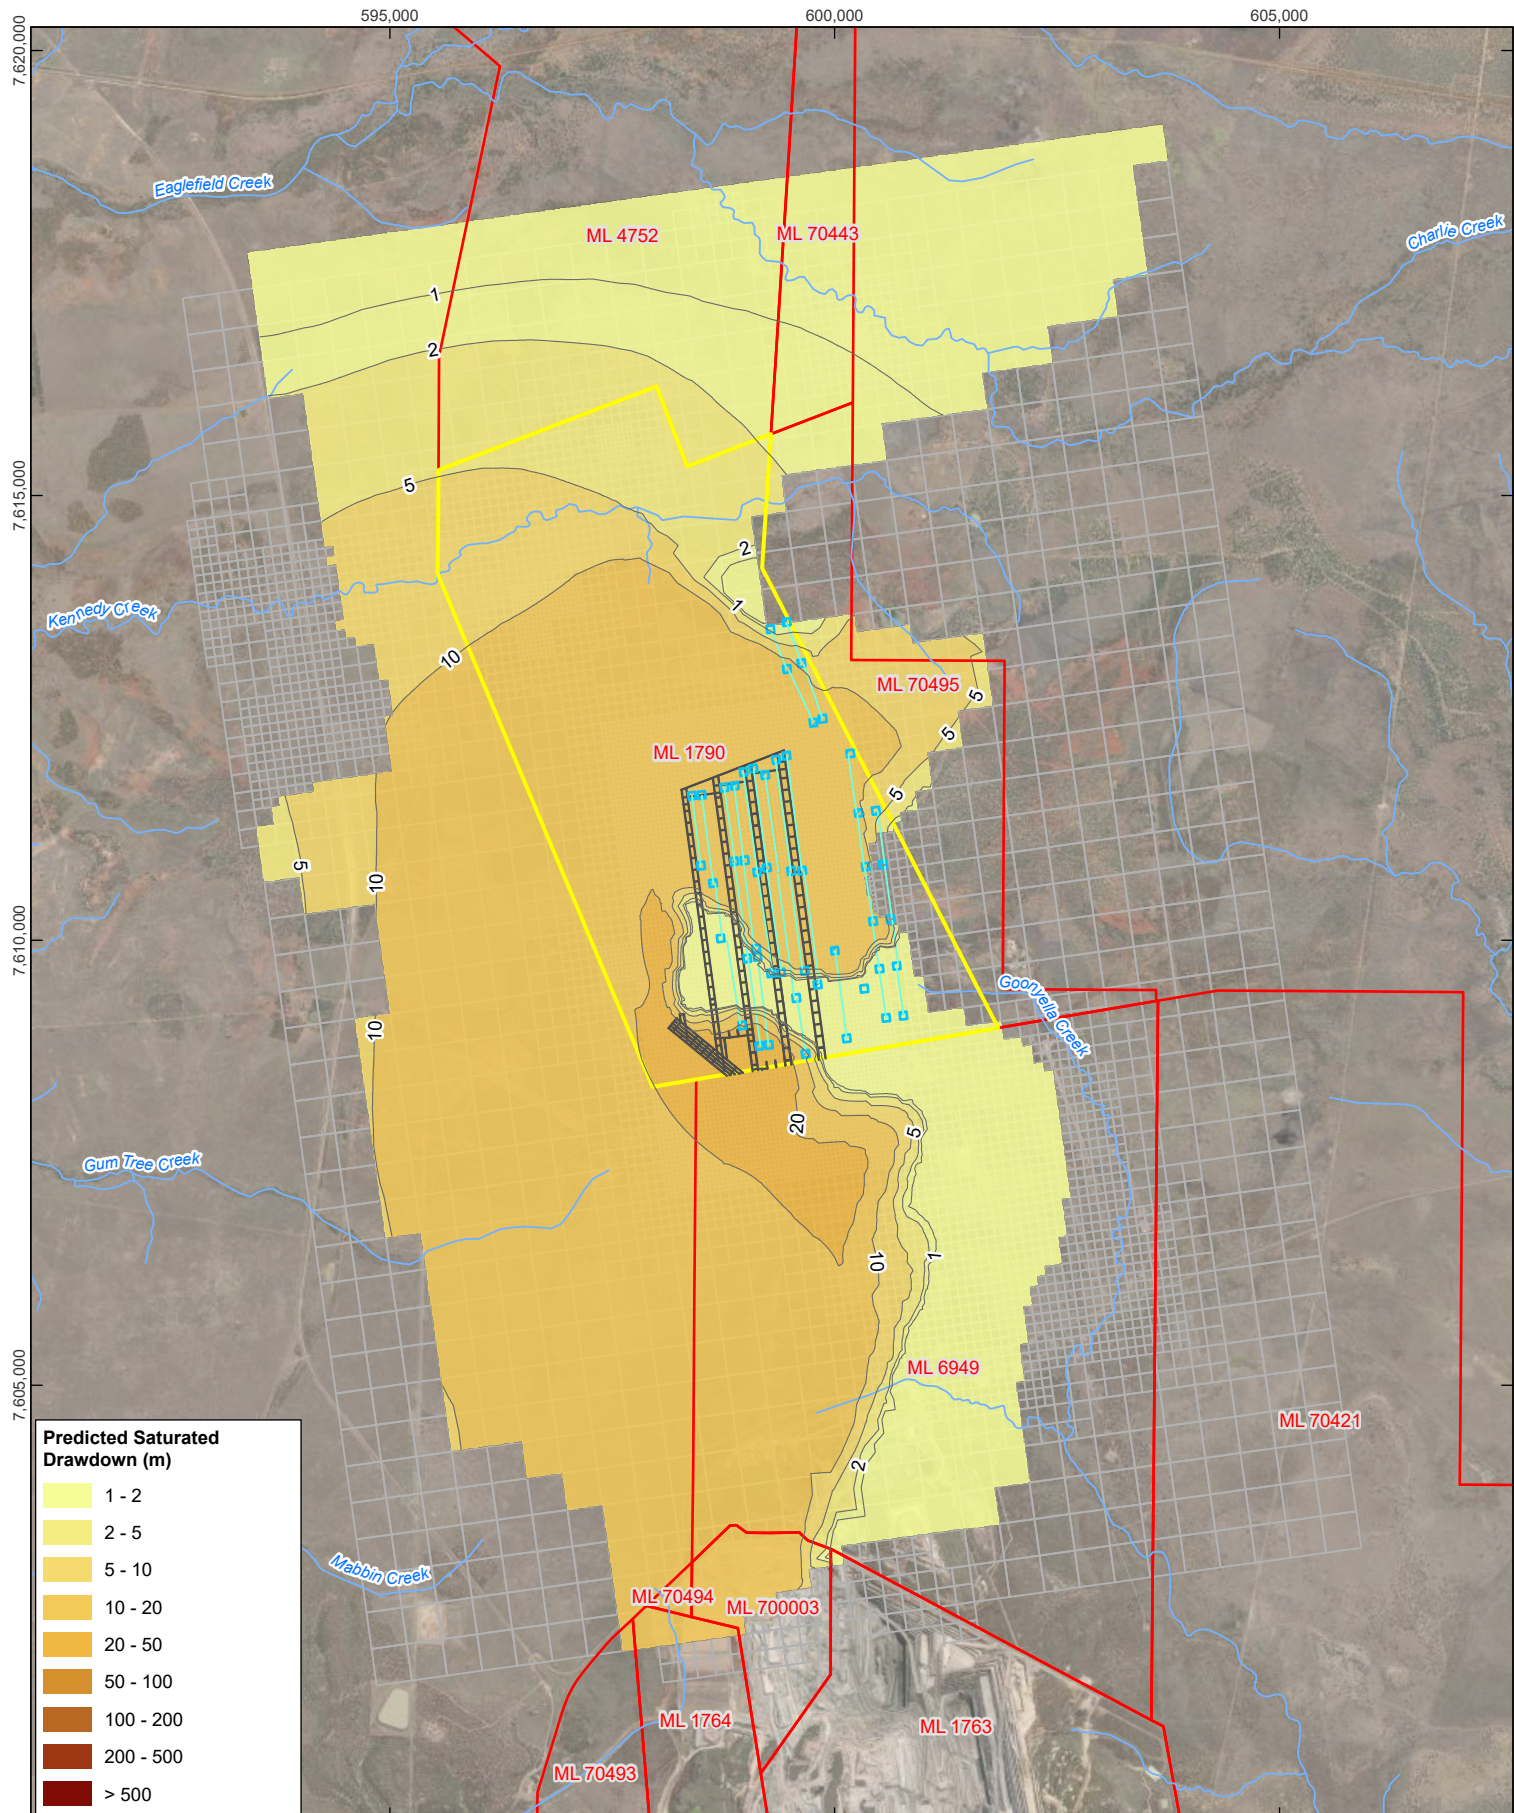 595,000
600,000
605,000
7,620,000
7,615,000
7,610,000
7,605,000
Eaglefield Creek
Charlie Creek
ML 4752
ML 70443
1
2
5
2
1
Kennedy Creek
10
ML 70495
5
5
ML 1790
5
5
10
Goonyella Creek
10
20
5
Gum Tree Creek
10
1
ML 6949
ML 70421
2
Mabbin Creek
ML 70494
ML 700003
ML 1764
ML 1763
ML 70493
Predicted Saturated
Drawdown (m)
1 - 2
2 - 5
5 - 10
10 - 20
20 - 50
50 - 100
100 - 200
200 - 500
> 500